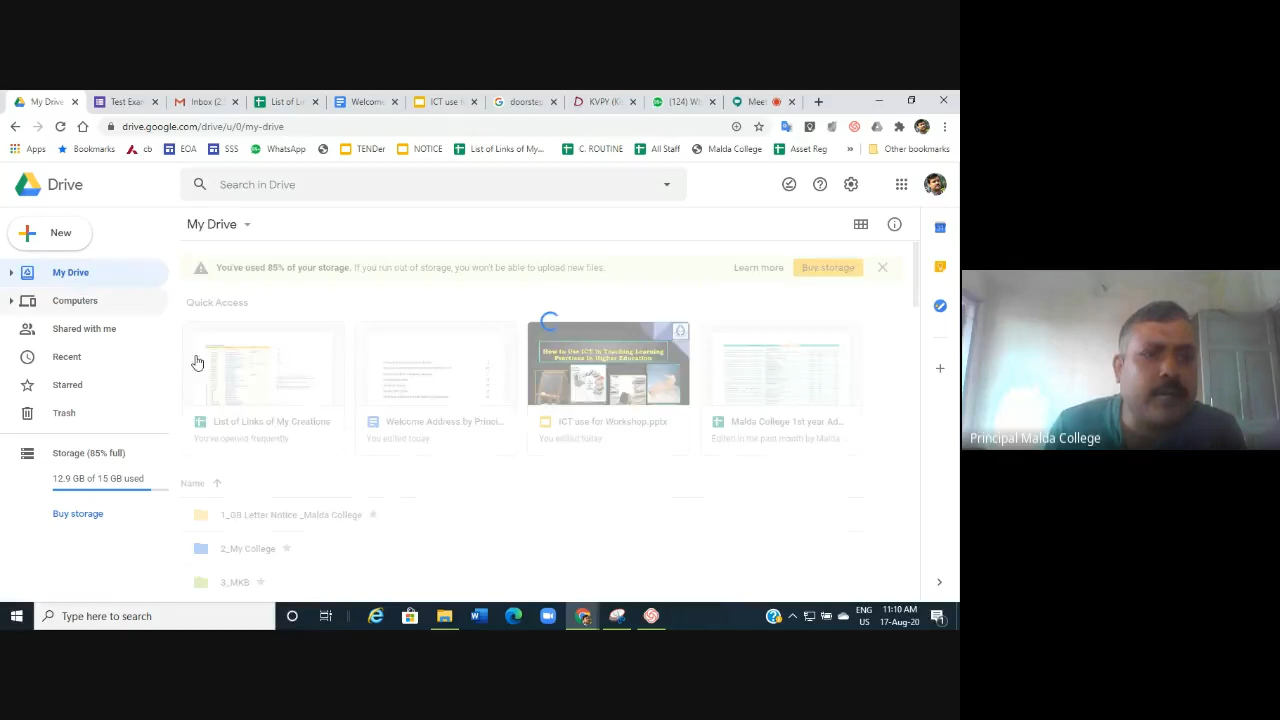 My Drive
Test Exa
Inbox (2
List of Li
Welcome
ICT use
doorstep
KVPY (Ki
(124) W
Meet
drive.google.com/drive/u/0/my-drive
Apps
Bookmarks
cb
EOA
SSS
WhatsApp
TENDer
NOTICE
List of Links of My...
C. ROUTINE
All Staff
Malda College
Asset Reg
»
Other bookmarks
Drive
Search in Drive
New
My Drive
You've used 85% of your storage. If you run out of storage, you won't be able to upload new files.
Learn more
Buy storage
My Drive
Computers
Shared with me
Recent
Starred
Trash
Storage (85% full)
12.9 GB of 15 GB used
Buy storage
Quick Access
How to Use ICT in Teaching Learning
Practices in Higher Education
List of Links of My Creations
You've opened frequently
Welcome Address by Princi...
You edited today
ICT use for Workshop.pptx
You edited today
Malda College 1st year Ad...
Edited in the past month by Malda ...
Name
1_GB Letter Notice _Malda College
2_My College
3_MKB
Principal Malda College
Type here to search
ENG
US
11:10 AM
17-Aug-20
1